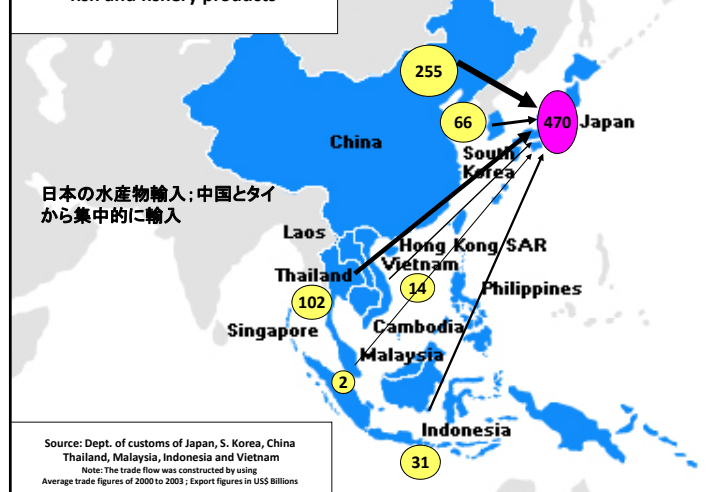 fish and fishery products
255
66
470
Japan
China
South
Korea
日本の水産物輸入；中国とタイ
から集中的に輸入
Laos
Hong Kong SAR
Vietnam
Thailand
14
Philippines
102
Singapore
Cambodia
Malaysia
2
Indonesia
31
Source: Dept. of customs of Japan, S. Korea, China
Thailand, Malaysia, Indonesia and Vietnam
Note: The trade flow was constructed by using
Average trade figures of 2000 to 2003 ; Export figures in US$ Billions